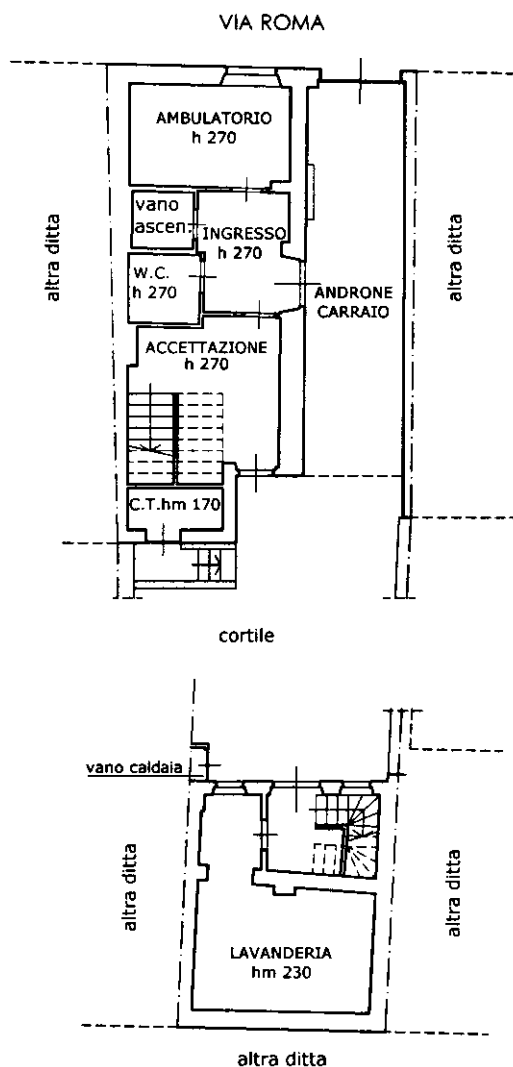 VIA ROMA
AMBULATORIO
h 270
vano
ascen.
INGRESSO
h 270
W.C.
h 270
altra ditta
altra ditta
ANDRONE
CARRAIO
ACCETTAZIONE
h 270
C.T.hm 170
cortile
vano caldaia
altra ditta
altra ditta
LAVANDERIA
hm 230
altra ditta